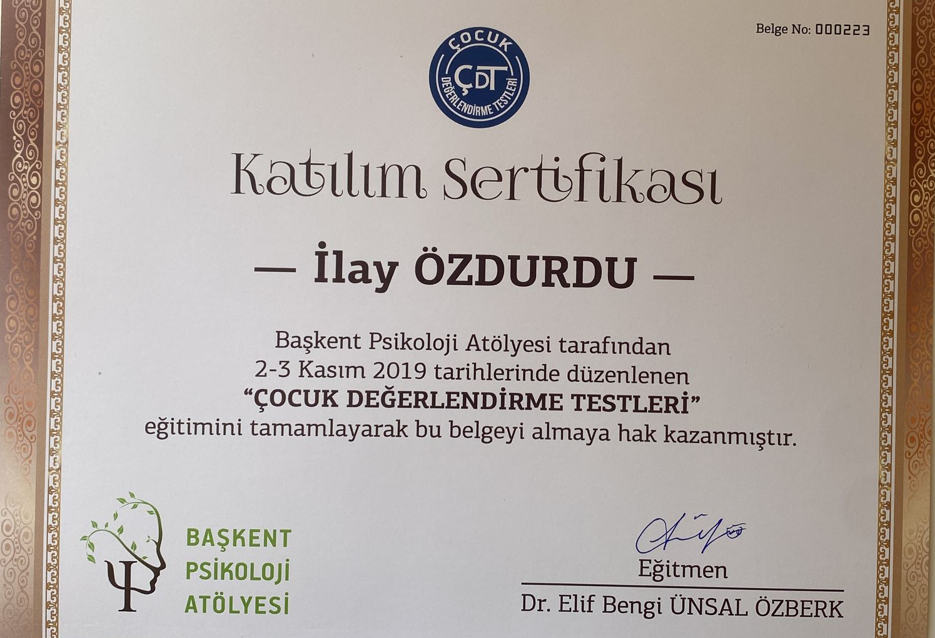 Belge No: 000223
ÇOCUK
ÇDT
DEĞERLENDİRME TESTLERİ
Katılım Sertifikası
— İlay ÖZDURDU —
Başkent Psikoloji Atölyesi tarafından
2-3 Kasım 2019 tarihlerinde düzenlenen
“ÇOCUK DEĞERLENDİRME TESTLERİ”
eğitimini tamamlayarak bu belgeyi almaya hak kazanmıştır.
BAŞKENT
PSİKOLOJİ
ATÖLYESİ
Eğitmen
Dr. Elif Bengi ÜNSAL ÖZBERK